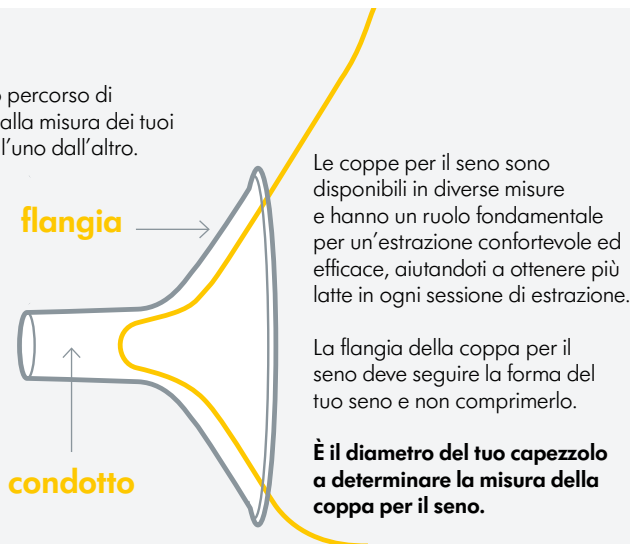 percorso di
alla misura dei tuoi
l'uno dall'altro.
flangia
condotto
Le coppe per il seno sono
disponibili in diverse misure
e hanno un ruolo fondamentale
per un'estrazione confortevole ed
efficace, aiutandoti a ottenere più
latte in ogni sessione di estrazione.
La flangia della coppa per il
seno deve seguire la forma del
tuo seno e non comprimerlo.
È il diametro del tuo capezzolo
a determinare la misura della
coppa per il seno.